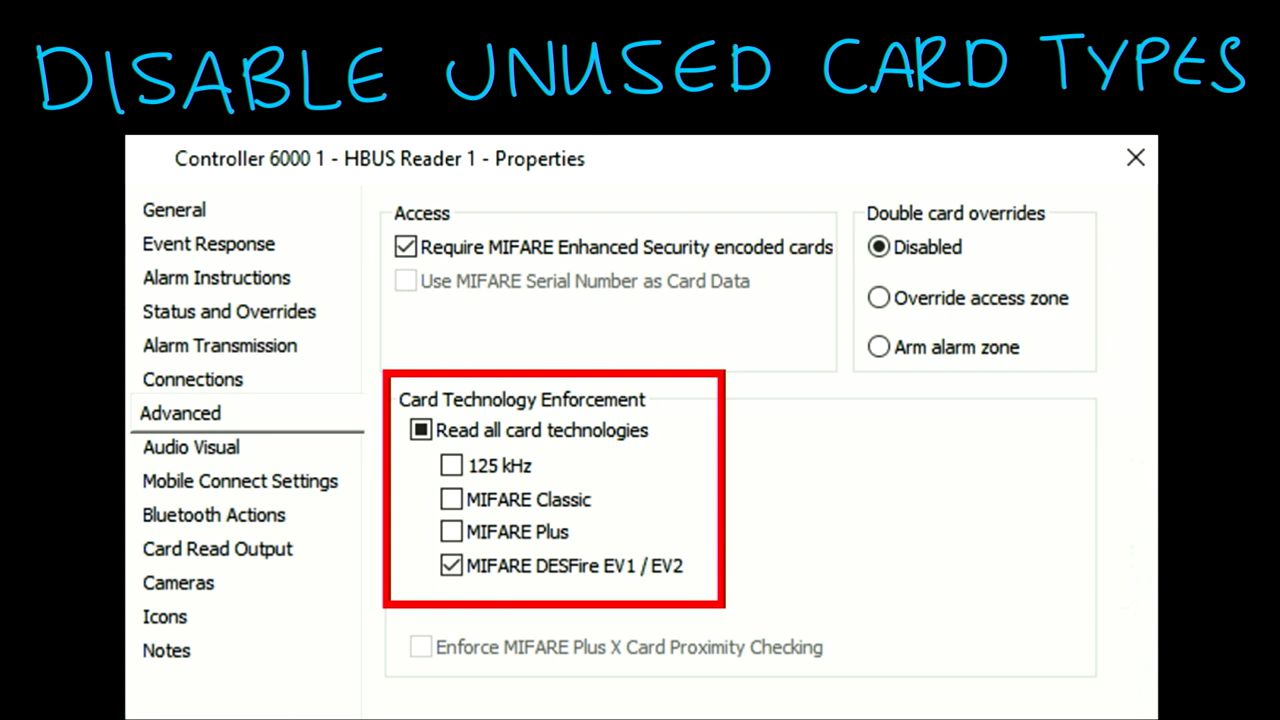 DISABLE UNUSED CARD TYPES
Controller 6000 1 - HBUS Reader 1 - Properties
General
Event Response
Alarm Instructions
Status and Overrides
Alarm Transmission
Connections
Advanced
Audio Visual
Mobile Connect Settings
Bluetooth Actions
Card Read Output
Cameras
Icons
Notes
Access
Require MIFARE Enhanced Security encoded cards
Use MIFARE Serial Number as Card Data
Double card overrides
Disabled
Override access zone
Arm alarm zone
Card Technology Enforcement
Read all card technologies
125 kHz
MIFARE Classic
MIFARE Plus
MIFARE DESFire EV1 / EV2
Enforce MIFARE Plus X Card Proximity Checking